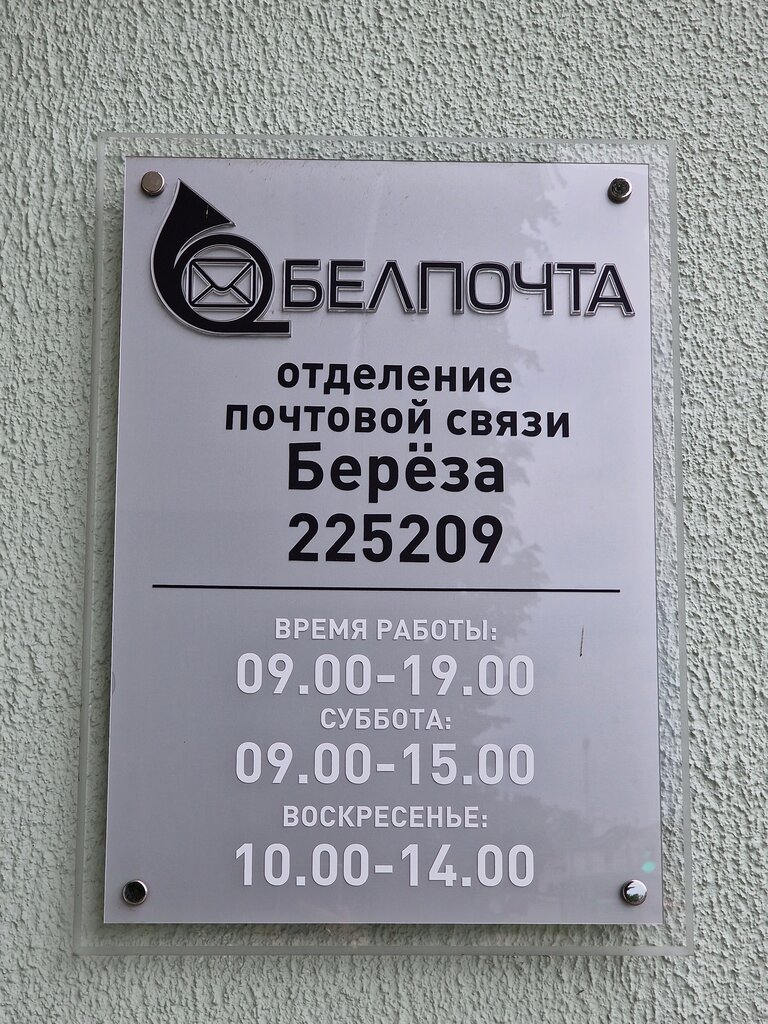 БЕЛПОЧТА
отделение
почтовой связи
Берёза
225209
ВРЕМЯ РАБОТЫ:
09.00-19.00
СУББОТА:
09.00-15.00
ВОСКРЕСЕНЬЕ:
10.00-14.00